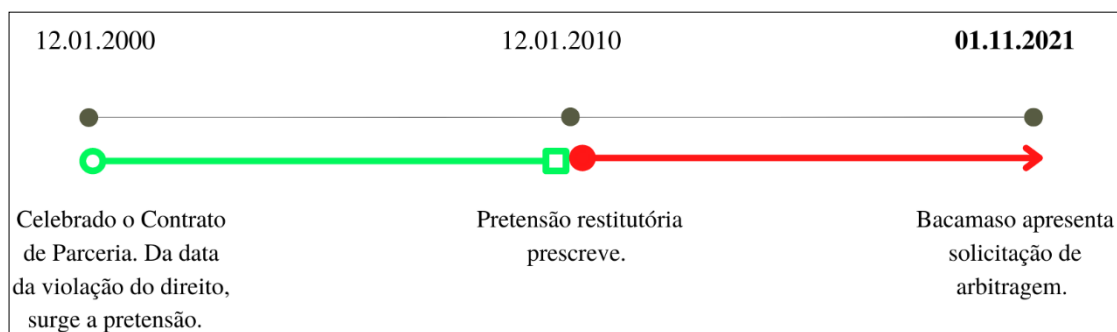 12.01.2000
12.01.2010
01.11.2021
Celebrado o Contrato
de Parceria. Da data
da violação do direito,
surge a pretensão.
Pretensão restitutória
prescreve.
Bacamaso apresenta
solicitação de
arbitragem.